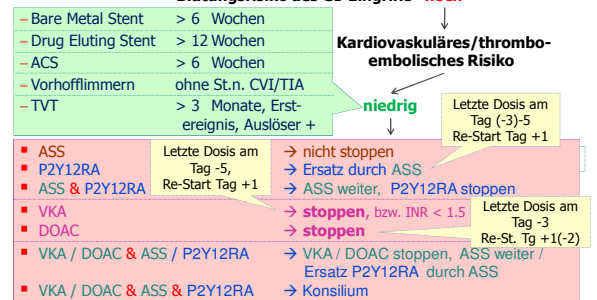 – Bare Metal Stent > 6 Wochen
– Drug Eluting Stent > 12 Wochen
– ACS > 6 Wochen
– Vorhofflimmern ohne St.n. CVI/TIA
– TVT > 3 Monate, Erst-
ereignis, Auslöser +
Kardiovaskuläres/thrombo-
embolisches Risiko
niedrig
Letzte Dosis am
Tag (-3)-5
Re-Start Tag +1
ASS → nicht stoppen
P2Y12RA → Ersatz durch ASS
ASS & P2Y12RA → ASS weiter, P2Y12RA stoppen
Letzte Dosis am
Tag -5,
Re-Start Tag +1
VKA → stoppen, bzw. INR < 1.5
DOAC → stoppen
Letzte Dosis am
Tag -3
Re-St. Tg +1(-2)
VKA / DOAC & ASS / P2Y12RA → VKA / DOAC stoppen, ASS weiter /
Ersatz P2Y12RA durch ASS
VKA / DOAC & ASS & P2Y12RA → Konsilium